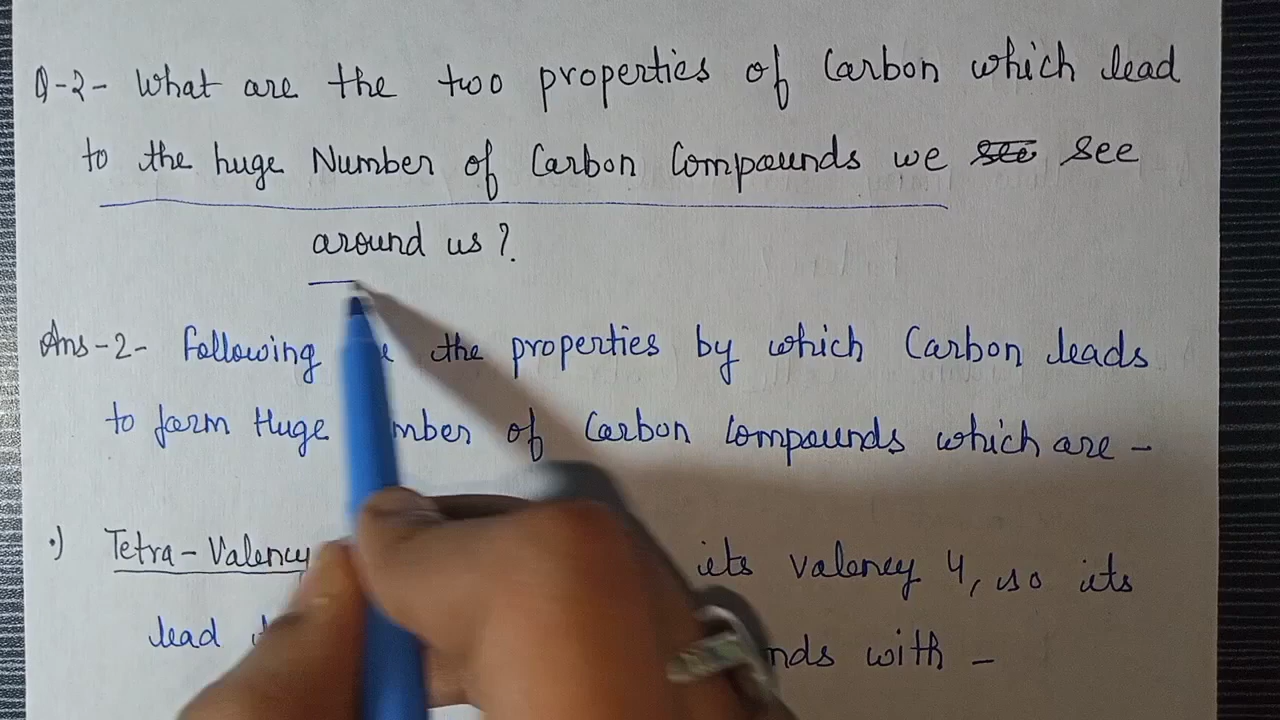 Q-2- What are the two properties of Carbon which lead
to the huge Number of Carbon Compounds we see see
around us?
Ans-2- Following the properties by which Carbon leads
to form Huge of Carbon Compounds which are -
•) Tetra-Valency iets valency 4, so iets
lead with -